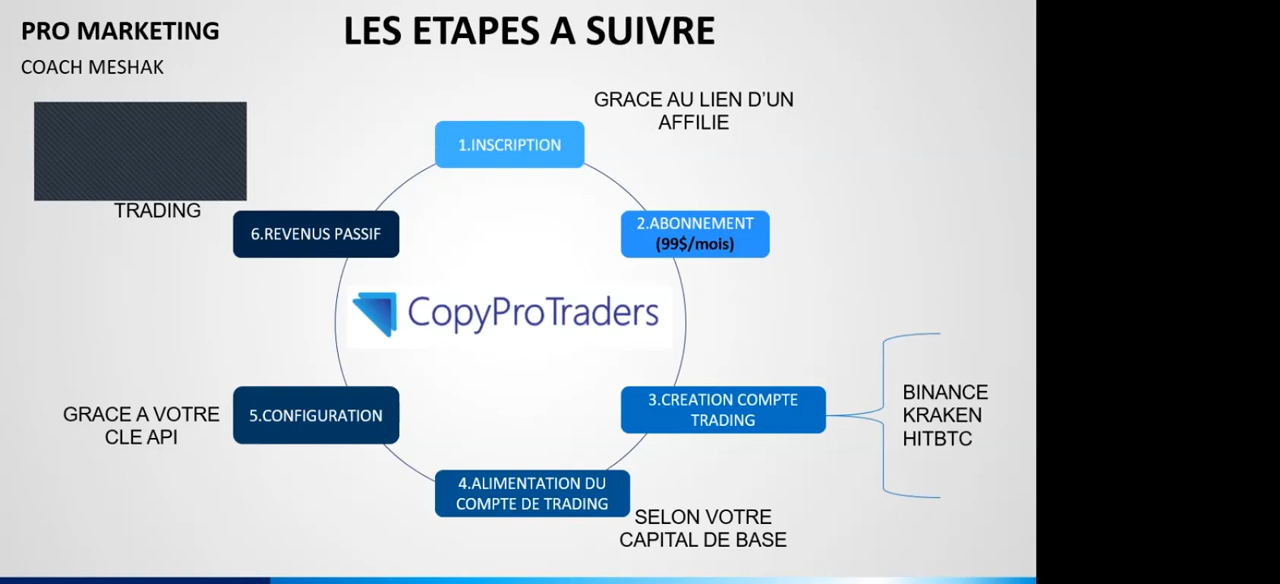 PRO MARKETING
LES ETAPES A SUIVRE
COACH MESHAK
GRACE AU LIEN D’UN
AFFILIE
1.INSCRIPTION
TRADING
6.REVENUS PASSIF
2.ABONNEMENT
(99$/mois)
CopyProTraders
3.CREATION COMPTE
TRADING
BINANCE
KRAKEN
HITBTC
GRACE A VOTRE
CLE API
5.CONFIGURATION
4.ALIMENTATION DU
COMPTE DE TRADING
SELON VOTRE
CAPITAL DE BASE